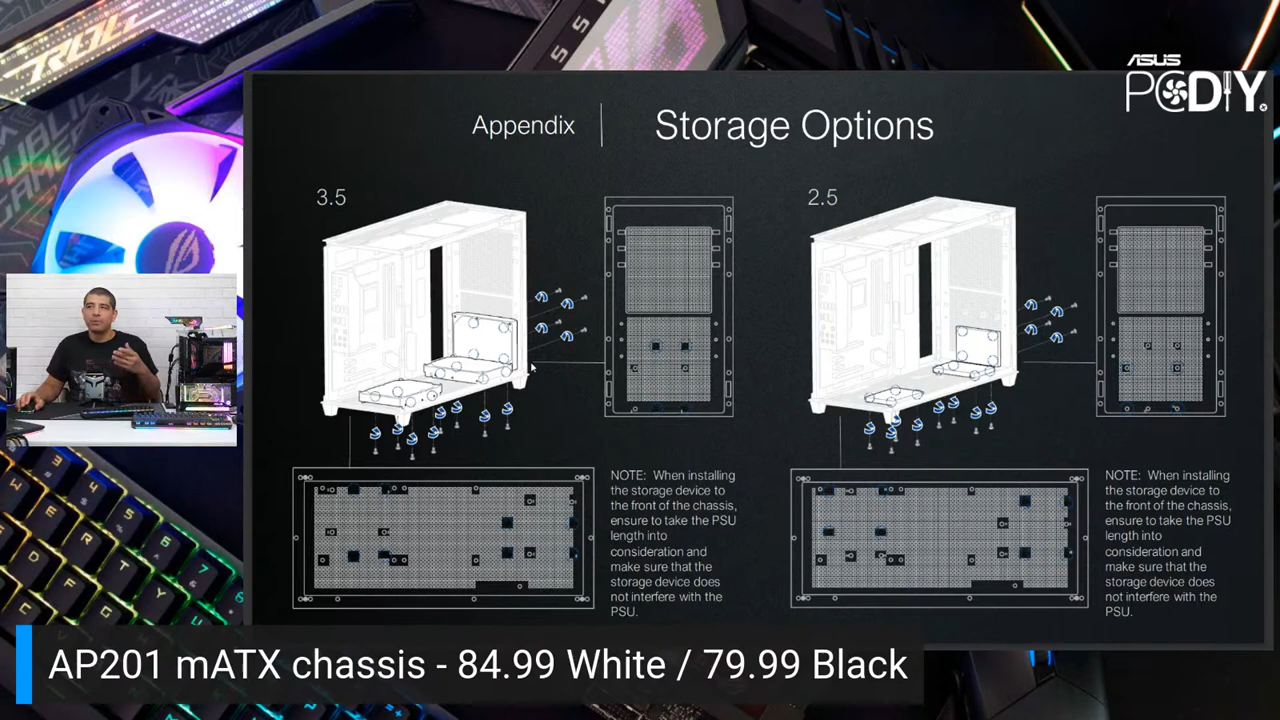 ASUS
PCDIY.
Appendix
Storage Options
3.5
2.5
NOTE: When installing
the storage device to
the front of the chassis,
ensure to take the PSU
length into
consideration and
make sure that the
storage device does
not interfere with the
PSU.
NOTE: When installing
the storage device to
the front of the chassis,
ensure to take the PSU
length into
consideration and
make sure that the
storage device does
not interfere with the
PSU.
AP201 mATX chassis - 84.99 White / 79.99 Black